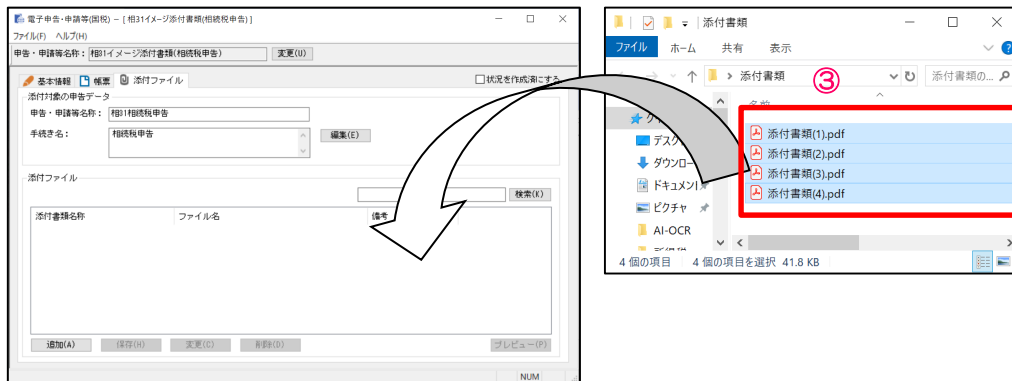 電子申告・申請等(国税) － [ 相31イメージ添付書類(相続税申告) ]
ファイル(F) ヘルプ(H)
申告・申請等名称： 相31イメージ添付書類(相続税申告) 変更(U)
基本情報 帳票 添付ファイル 状況を作成済にする
添付対象の申告データ
申告・申請等名称： 相31相続税申告
手続き名： 相続税申告 編集(E)
添付ファイル
検索(K)
添付書類名称 ファイル名 備考
追加(A) 保存(H) 変更(C) 削除(D) プレビュー(P)
NUM
添付書類
ファイル ホーム 共有 表示
添付書類 添付書類の...
③
名前
デスク
ダウンロー
ドキュメント
ピクチャ
AI-OCR
添付書類(1).pdf
添付書類(2).pdf
添付書類(3).pdf
添付書類(4).pdf
4 個の項目 4 個の項目を選択 41.8 KB